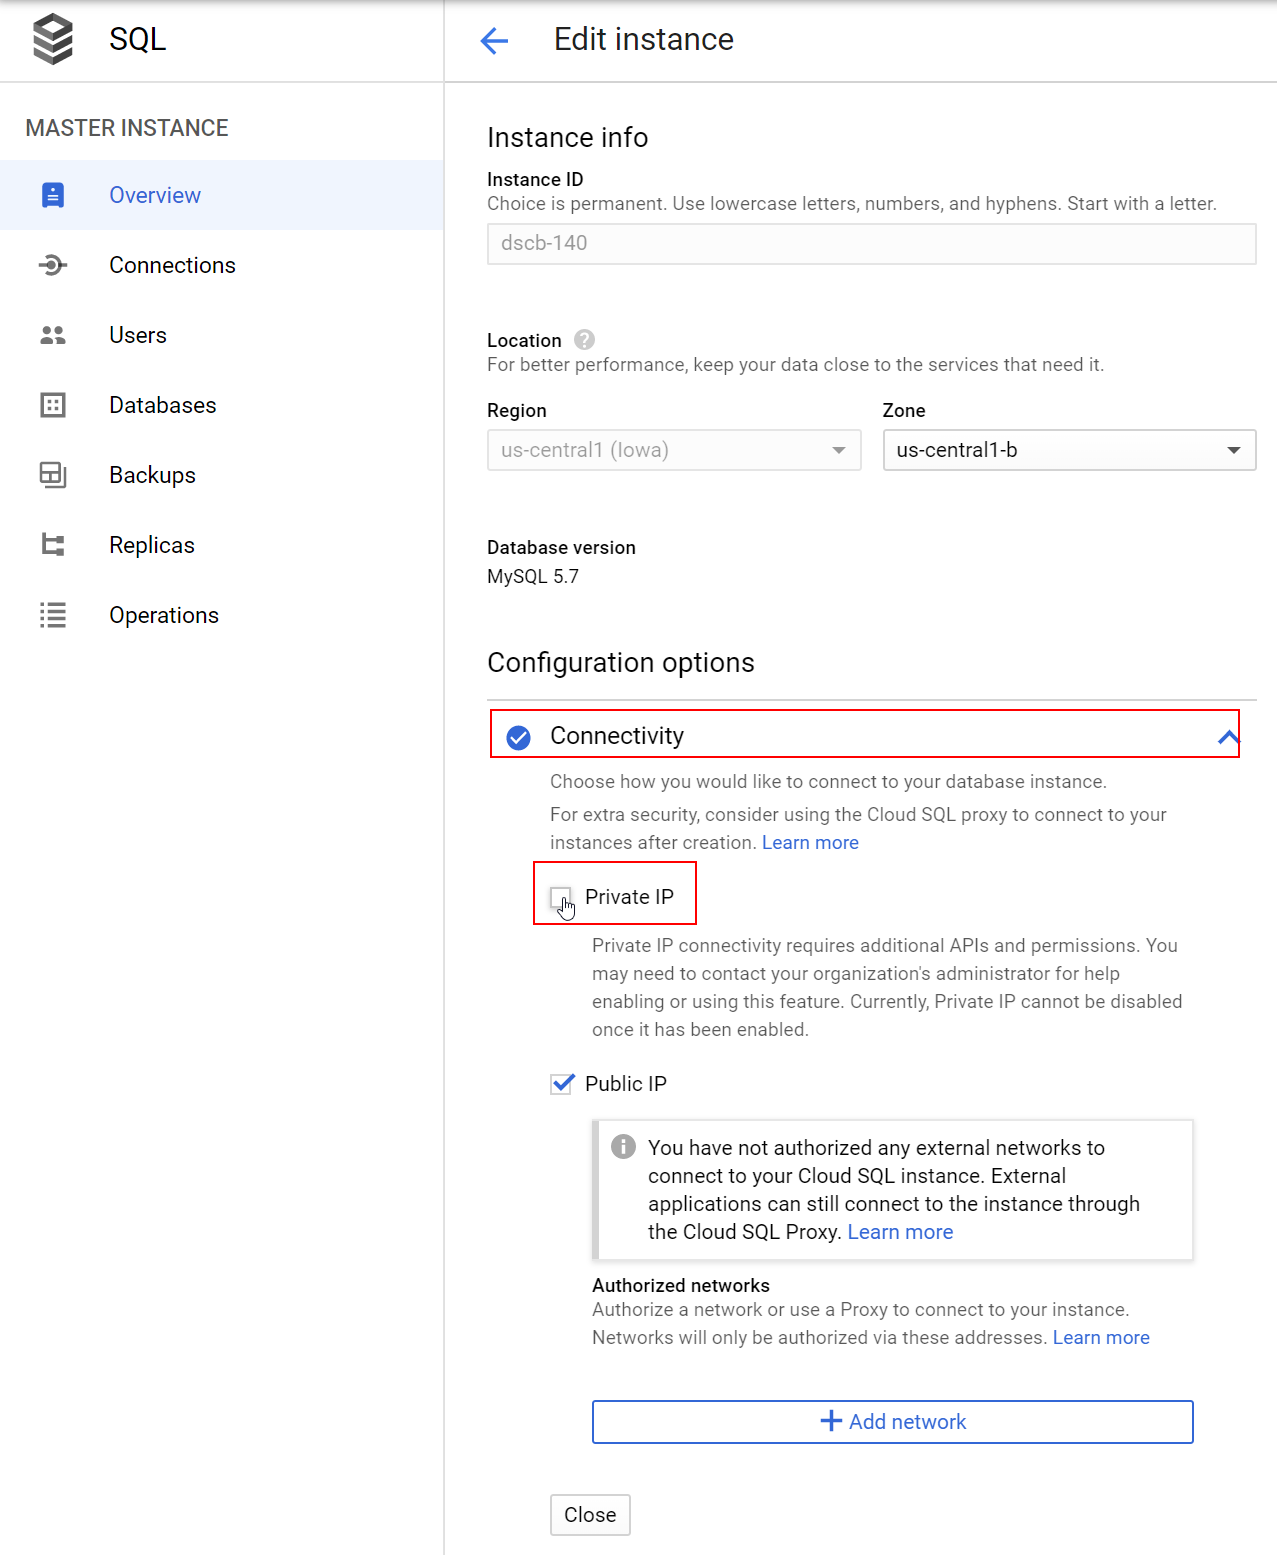 SQL
Edit instance
MASTER INSTANCE
Overview
Connections
Users
Databases
Backups
Replicas
Operations
Instance info
Instance ID
Choice is permanent. Use lowercase letters, numbers, and hyphens. Start with a letter.
dscb-140
Location
For better performance, keep your data close to the services that need it.
Region
Zone
us-central1 (Iowa)
us-central1-b
Database version
MySQL 5.7
Configuration options
Connectivity
Choose how you would like to connect to your database instance.
For extra security, consider using the Cloud SQL proxy to connect to your
instances after creation. Learn more
Private IP
Private IP connectivity requires additional APIs and permissions. You
may need to contact your organization's administrator for help
enabling or using this feature. Currently, Private IP cannot be disabled
once it has been enabled.
Public IP
You have not authorized any external networks to
connect to your Cloud SQL instance. External
applications can still connect to the instance through
the Cloud SQL Proxy. Learn more
Authorized networks
Authorize a network or use a Proxy to connect to your instance.
Networks will only be authorized via these addresses. Learn more
Add network
Close